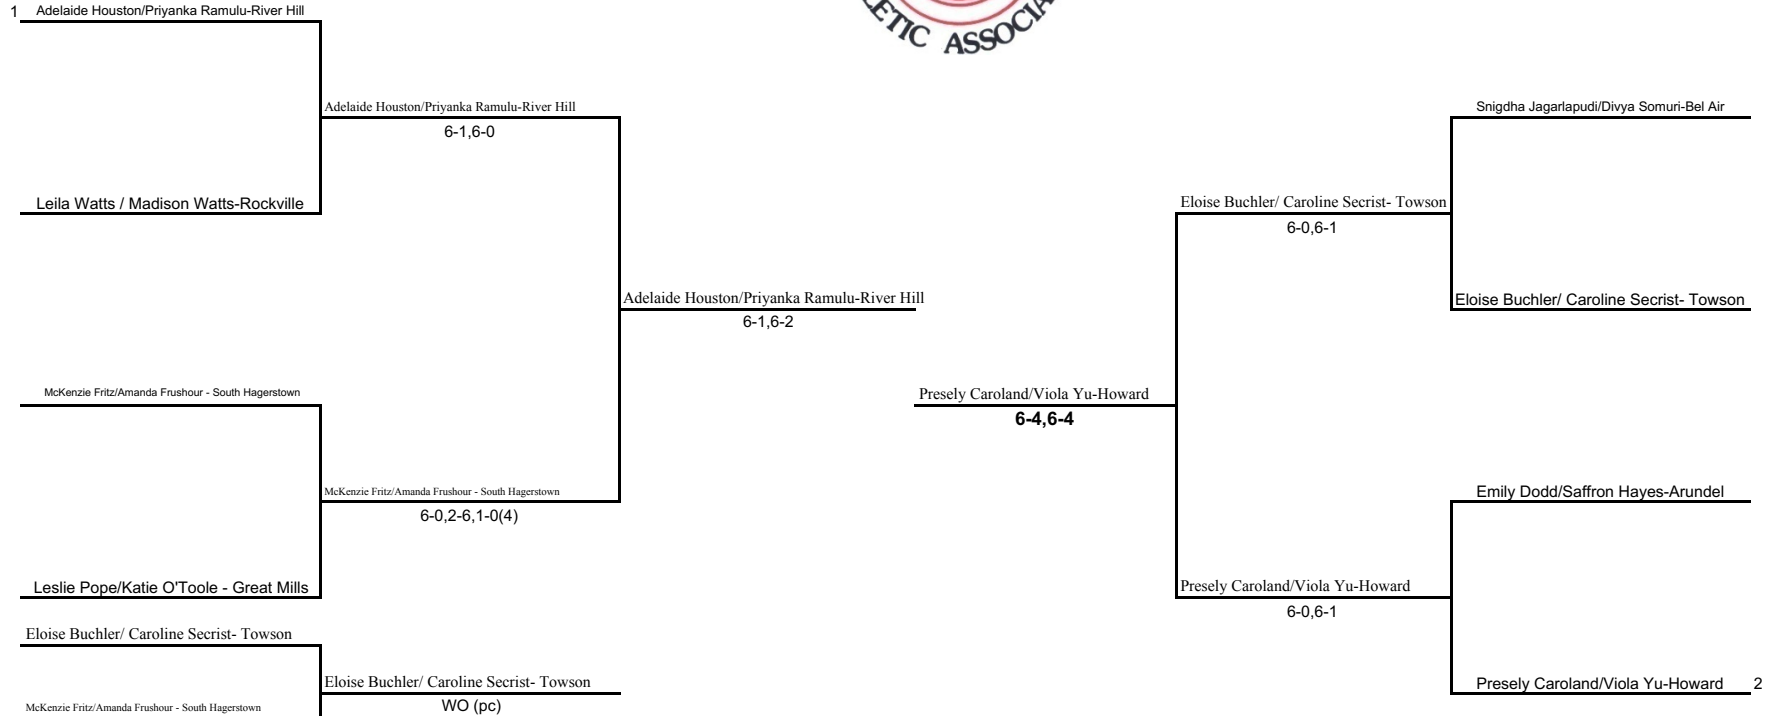 ETIC ASSOCIA
1 Adelaide Houston/Priyanka Ramulu-River Hill
Adelaide Houston/Priyanka Ramulu-River Hill
6-1,6-0
Leila Watts / Madison Watts-Rockville
Adelaide Houston/Priyanka Ramulu-River Hill
6-1,6-2
McKenzie Fritz/Amanda Frushour - South Hagerstown
McKenzie Fritz/Amanda Frushour - South Hagerstown
6-0,2-6,1-0(4)
Leslie Pope/Katie O'Toole - Great Mills
Eloise Buchler/ Caroline Secrist- Towson
Eloise Buchler/ Caroline Secrist- Towson
WO (pc)
McKenzie Fritz/Amanda Frushour - South Hagerstown
Presely Caroland/Viola Yu-Howard
6-4,6-4
Snigdha Jagarlapudi/Divya Somuri-Bel Air
Eloise Buchler/ Caroline Secrist- Towson
6-0,6-1
Eloise Buchler/ Caroline Secrist- Towson
Emily Dodd/Saffron Hayes-Arundel
Presely Caroland/Viola Yu-Howard
6-0,6-1
Presely Caroland/Viola Yu-Howard 2